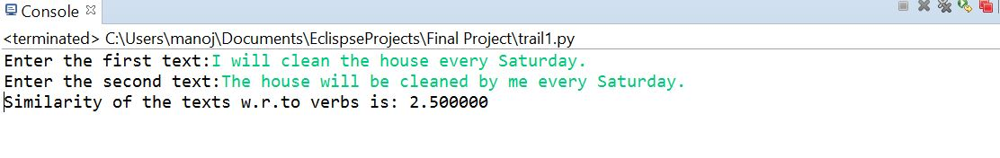 Console
<terminated> C:\Users\manoj\Documents\EclispseProjects\Final Project\trail1.py
Enter the first text:I will clean the house every Saturday.
Enter the second text:The house will be cleaned by me every Saturday.
Similarity of the texts w.r.to verbs is: 2.500000